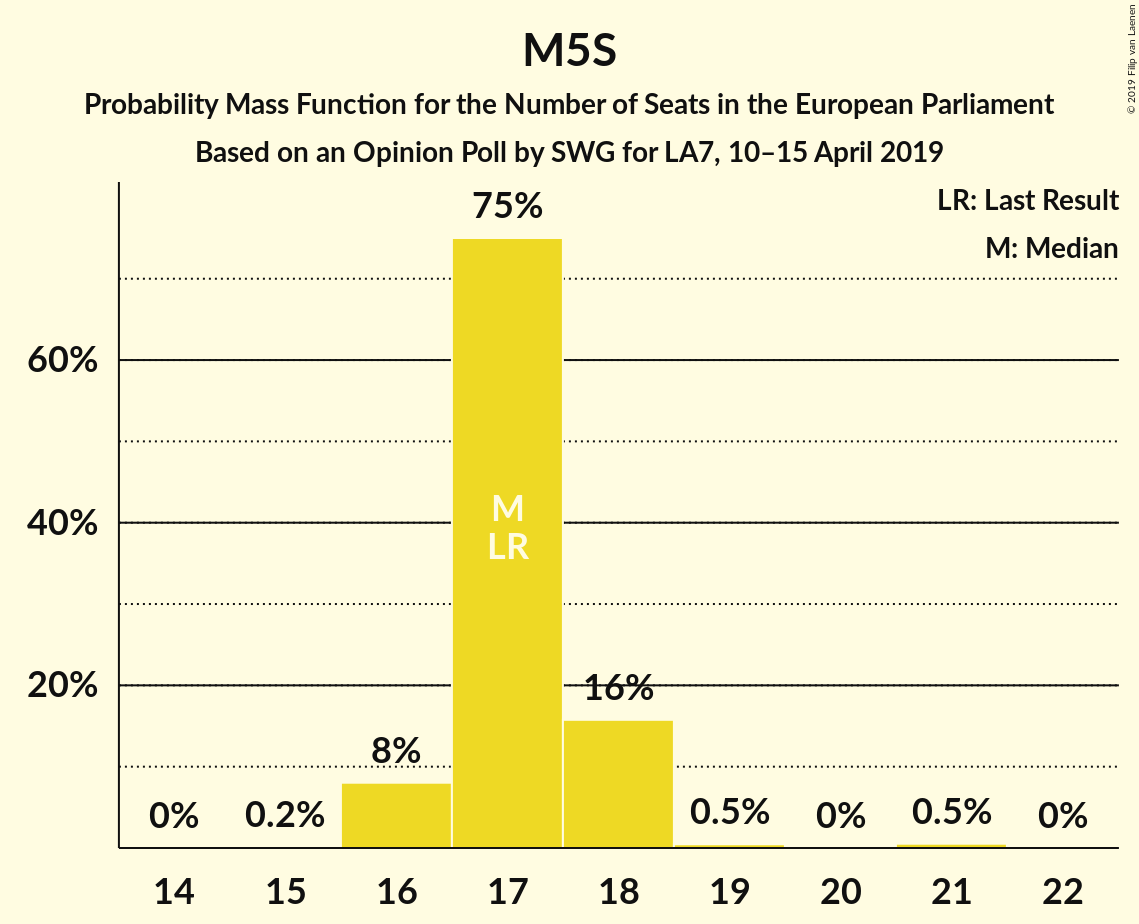 M5S
Probability Mass Function for the Number of Seats in the European Parliament
Based on an Opinion Poll by SWG for LA7, 10–15 April 2019
© 2019 Filip van Laenen
LR: Last Result
M: Median
75%
60%
40%
20%
M
LR
16%
8%
0%
0.2%
0.5%
0%
0.5%
0%
14
15
16
17
18
19
20
21
22